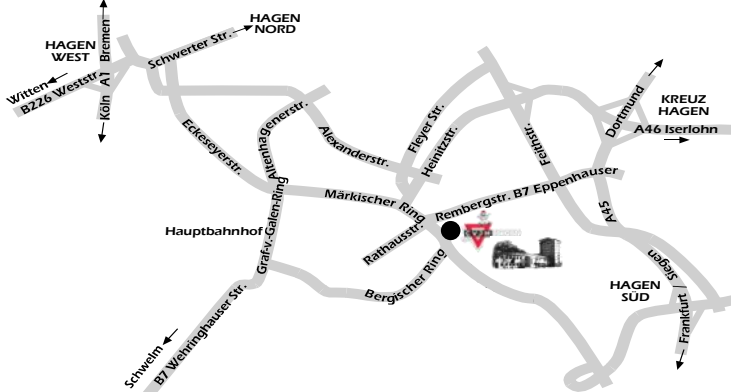 HAGEN
NORD
HAGEN
WEST
Bremen
A1
Köln
Witten
B226 Weststr.
Schwerter Str.
Eckeseyerstr.
Altenhagenerstr.
Alexanderstr.
Fleyer Str.
Heinitzstr.
Feithstr.
Dortmund
KREUZ
HAGEN
A46 Iserlohn
Märkischer Ring
Rembergstr. B7 Eppenhauser
Rathausstr.
Hauptbahnhof
Graf-v.-Galen-Ring
Bergischer Ring
A45
Siegen
HAGEN
SÜD
Frankfurt
Schwelm
B7 Wehringhauser Str.